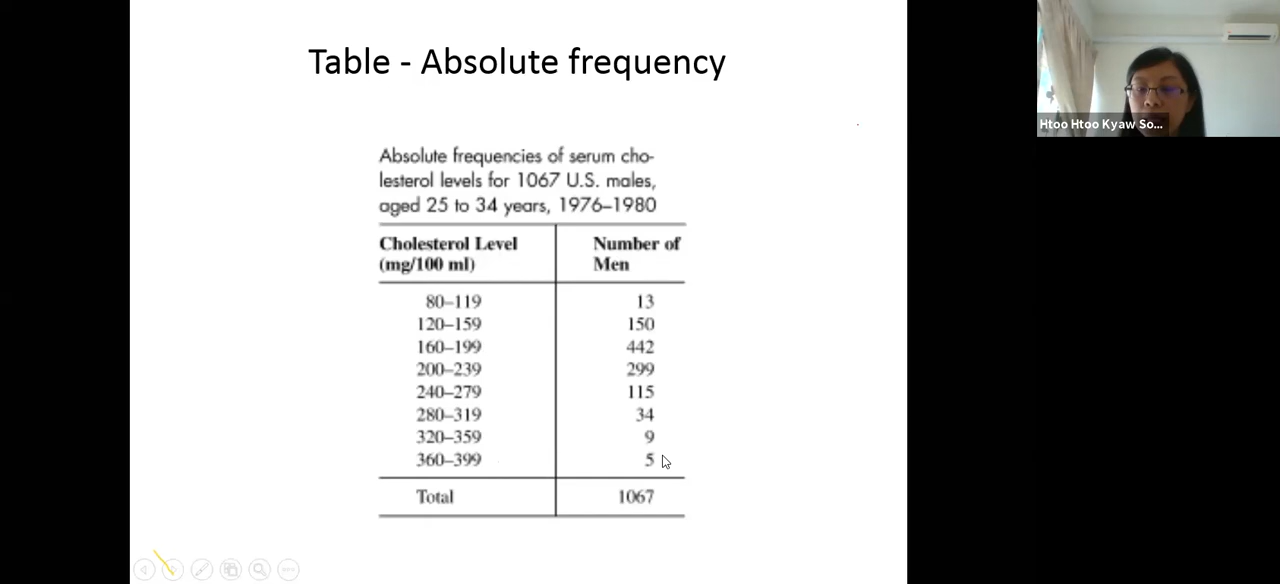 Table - Absolute frequency
Htoo Htoo Kyaw So...
Absolute frequencies of serum cho-
lesterol levels for 1067 U.S. males,
aged 25 to 34 years, 1976–1980
Cholesterol Level Number of
(mg/100 ml) Men
80–119 13
120–159 150
160–199 442
200–239 299
240–279 115
280–319 34
320–359 9
360–399 5
Total 1067